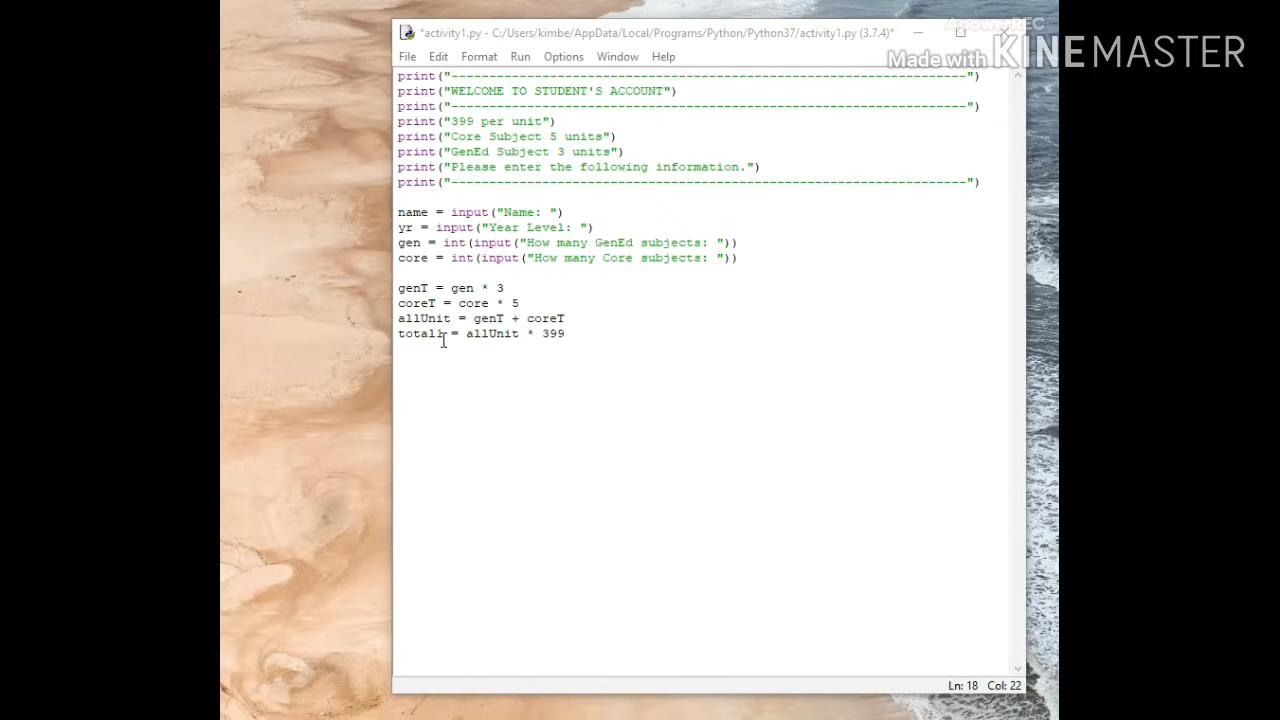 *activity1.py - C:/Users/kimbe/AppData/Local/Programs/Python/Python37/activity1.py (3.7.4)*
APowerREC
Made with KINEMASTER
File Edit Format Run Options Window Help
print("---------------------------------------------------------------------")
print("WELCOME TO STUDENT'S ACCOUNT")
print("---------------------------------------------------------------------")
print("399 per unit")
print("Core Subject 5 units")
print("GenEd Subject 3 units")
print("Please enter the following information.")
print("---------------------------------------------------------------------")
name = input("Name: ")
yr = input("Year Level: ")
gen = int(input("How many GenEd subjects: "))
core = int(input("How many Core subjects: "))
genT = gen * 3
coreT = core * 5
allUnit = genT + coreT
totall = allUnit * 399
Ln: 18 Col: 22